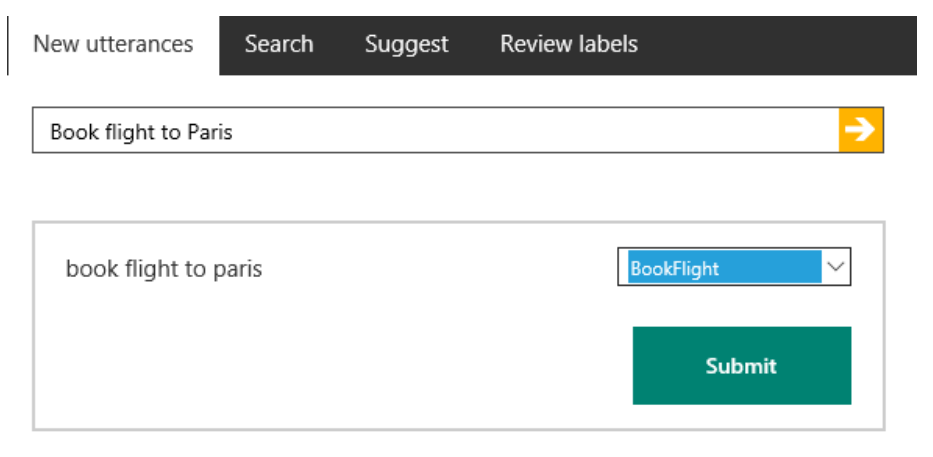 New utterances Search Suggest Review labels
Book flight to Paris
book flight to paris BookFlight
Submit